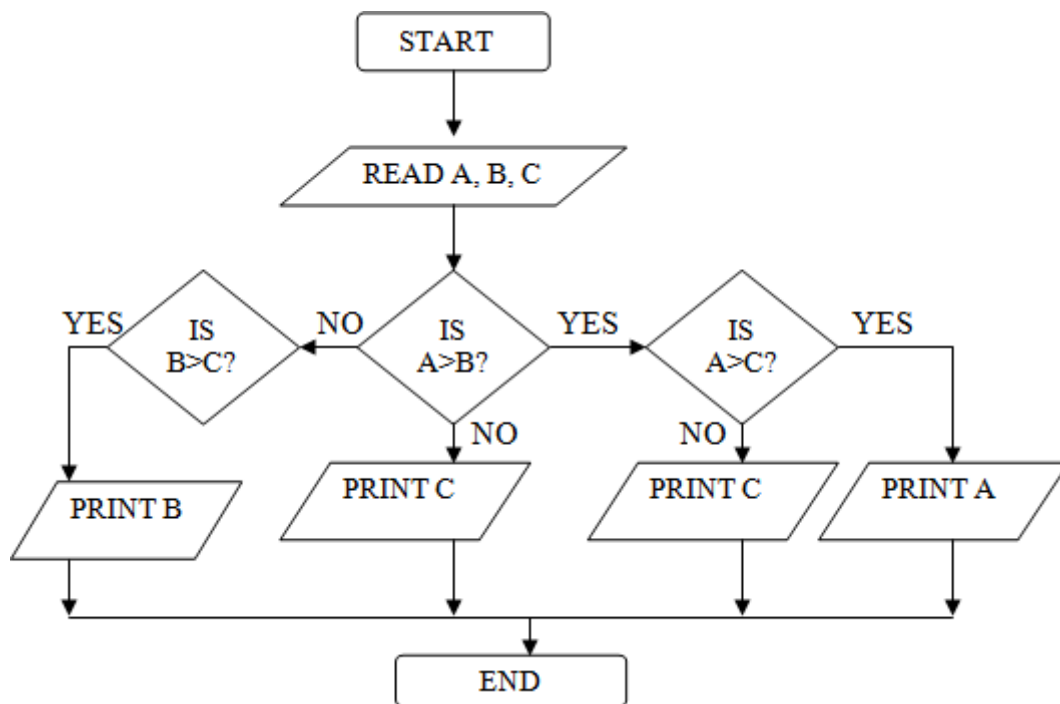 START
READ A, B, C
YES
IS
B>C?
NO
IS
A>B?
YES
IS
A>C?
YES
NO
NO
PRINT B
PRINT C
PRINT C
PRINT A
END